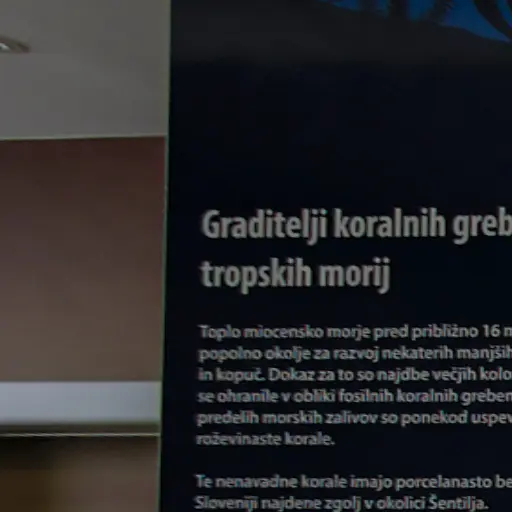 Graditelji koralnih greb
tropskih morij
Toplo miocensko morje pred približno 16 m
popolno okolje za razvoj nekaterih manjših
in kopuč. Dokaz za to so najdbe večjih kolo
se ohranile v obliki fosilnih koralnih greben
predelih morskih zalivov so ponekod uspev
roževinaste korale.
Te nenavadne korale imajo porcelanasto be
Sloveniji najdene zgolj v okolici Šentilja.